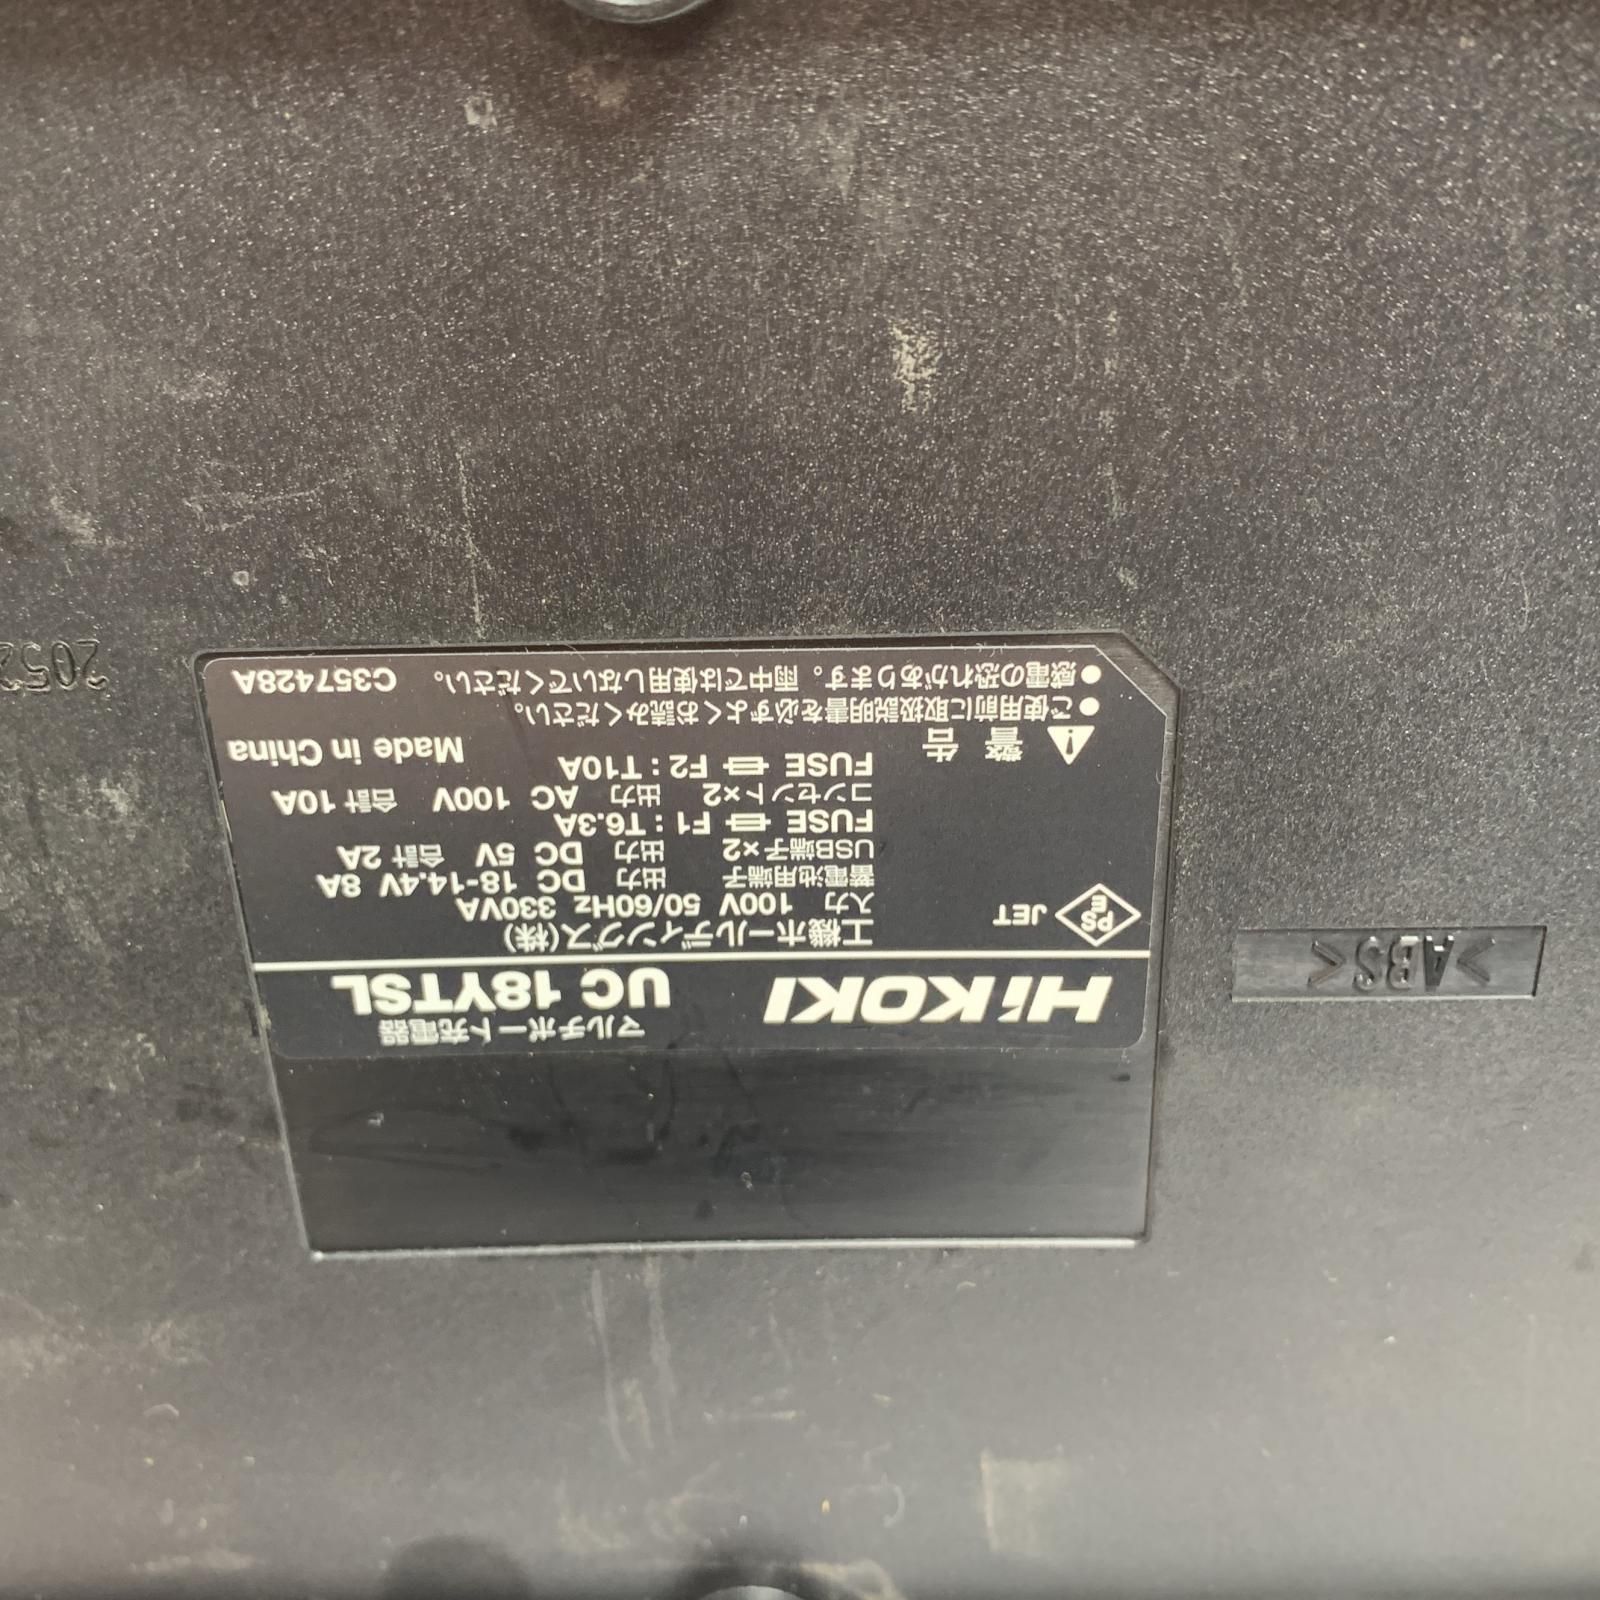 マルチポート充電器
HiKOKI UC 18YTSL
工機ホールディングス(株)
入力 100V 50/60Hz 330VA
蓄電池用端子 出力 DC 18-14.4V 8A
USB端子×2 出力 DC 5V 合計 2A
FUSE F1：T6.3A
コンセント×2 出力 AC 100V 合計 10A
FUSE F2：T10A
PS
E
JET
Made in China
警告
●ご使用前に取扱説明書を必ずよくお読みください。
●感電の恐れがあります。雨中では使用しないでください。 C357428A
>ABS<